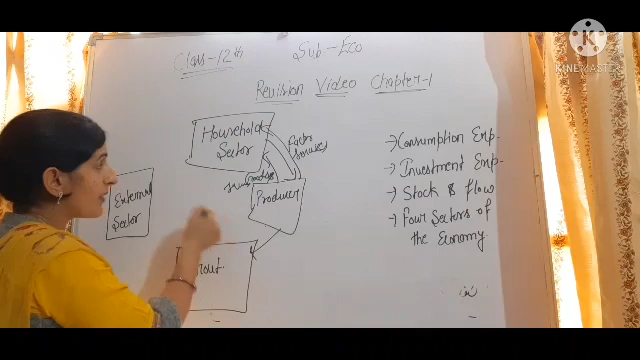 Class-12th
Sub-Eco
KINEMASTER
Revision Video Chapter-1
Household
Sector
Factor
Services
External
Sector
Producer
Gout.
→ Consumption Exp.
→ Investment Exp-
→ Stock & flow
→ Four Sectors of
the Economy